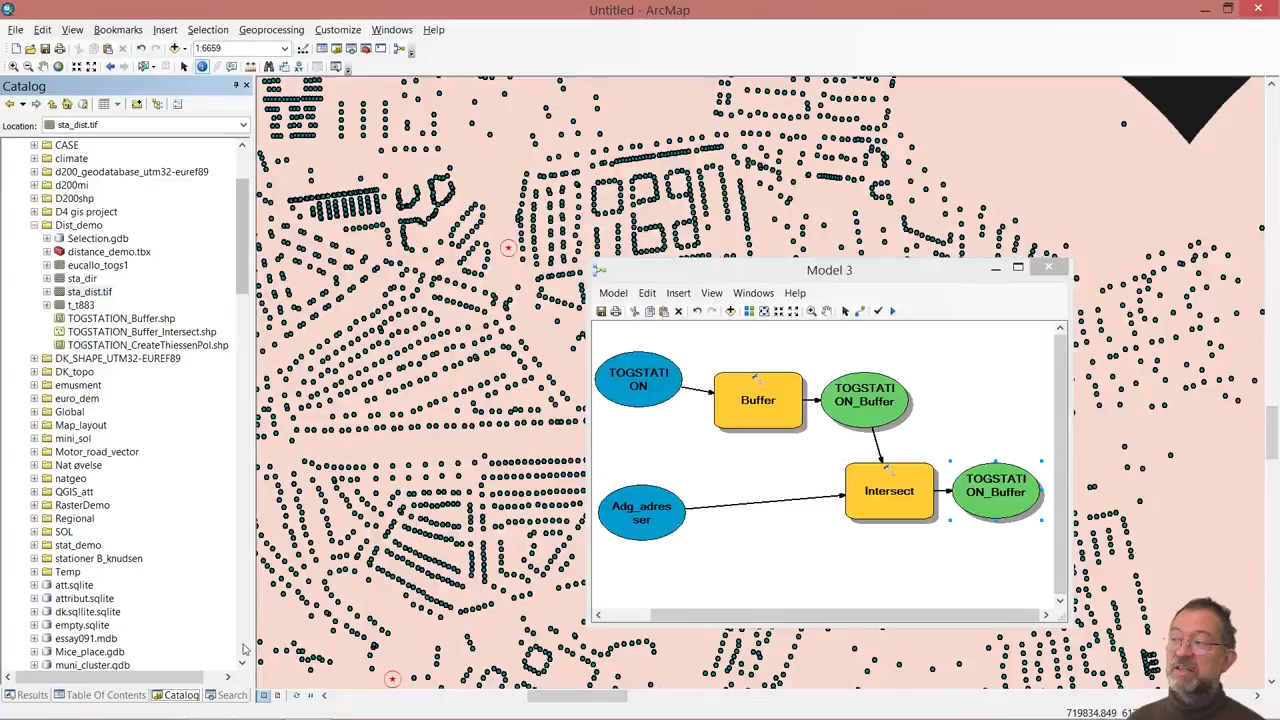 Untitled - ArcMap
File Edit View Bookmarks Insert Selection Geoprocessing Customize Windows Help
1:6659
Catalog
Location: sta_dist.tif
CASE
climate
d200_geodatabase_utm32-euref89
d200mi
D200shp
D4 gis project
Dist_demo
Selection.gdb
distance_demo.tbx
eucallo_togs1
sta_dir
sta_dist.tif
t_t883
TOGSTATION_Buffer.shp
TOGSTATION_Buffer_Intersect.shp
TOGSTATION_CreateThiessenPol.shp
DK_SHAPE_UTM32-EUREF89
DK_topo
emusment
euro_dem
Global
Map_layout
mini_sol
Motor_road_vector
Nat øvelse
natgeo
QGIS_att
RasterDemo
Regional
SOL
stat_demo
stationer B_knudsen
Temp
att.sqlite
attribut.sqlite
dk.sqllite.sqlite
empty.sqlite
essay091.mdb
Mice_place.gdb
muni_cluster.gdb
Results Table Of Contents Catalog Search
Model 3
Model Edit Insert View Windows Help
TOGSTATI
ON
Buffer
TOGSTATI
ON_Buffer
Adg_adres
ser
Intersect
TOGSTATI
ON_Buffer